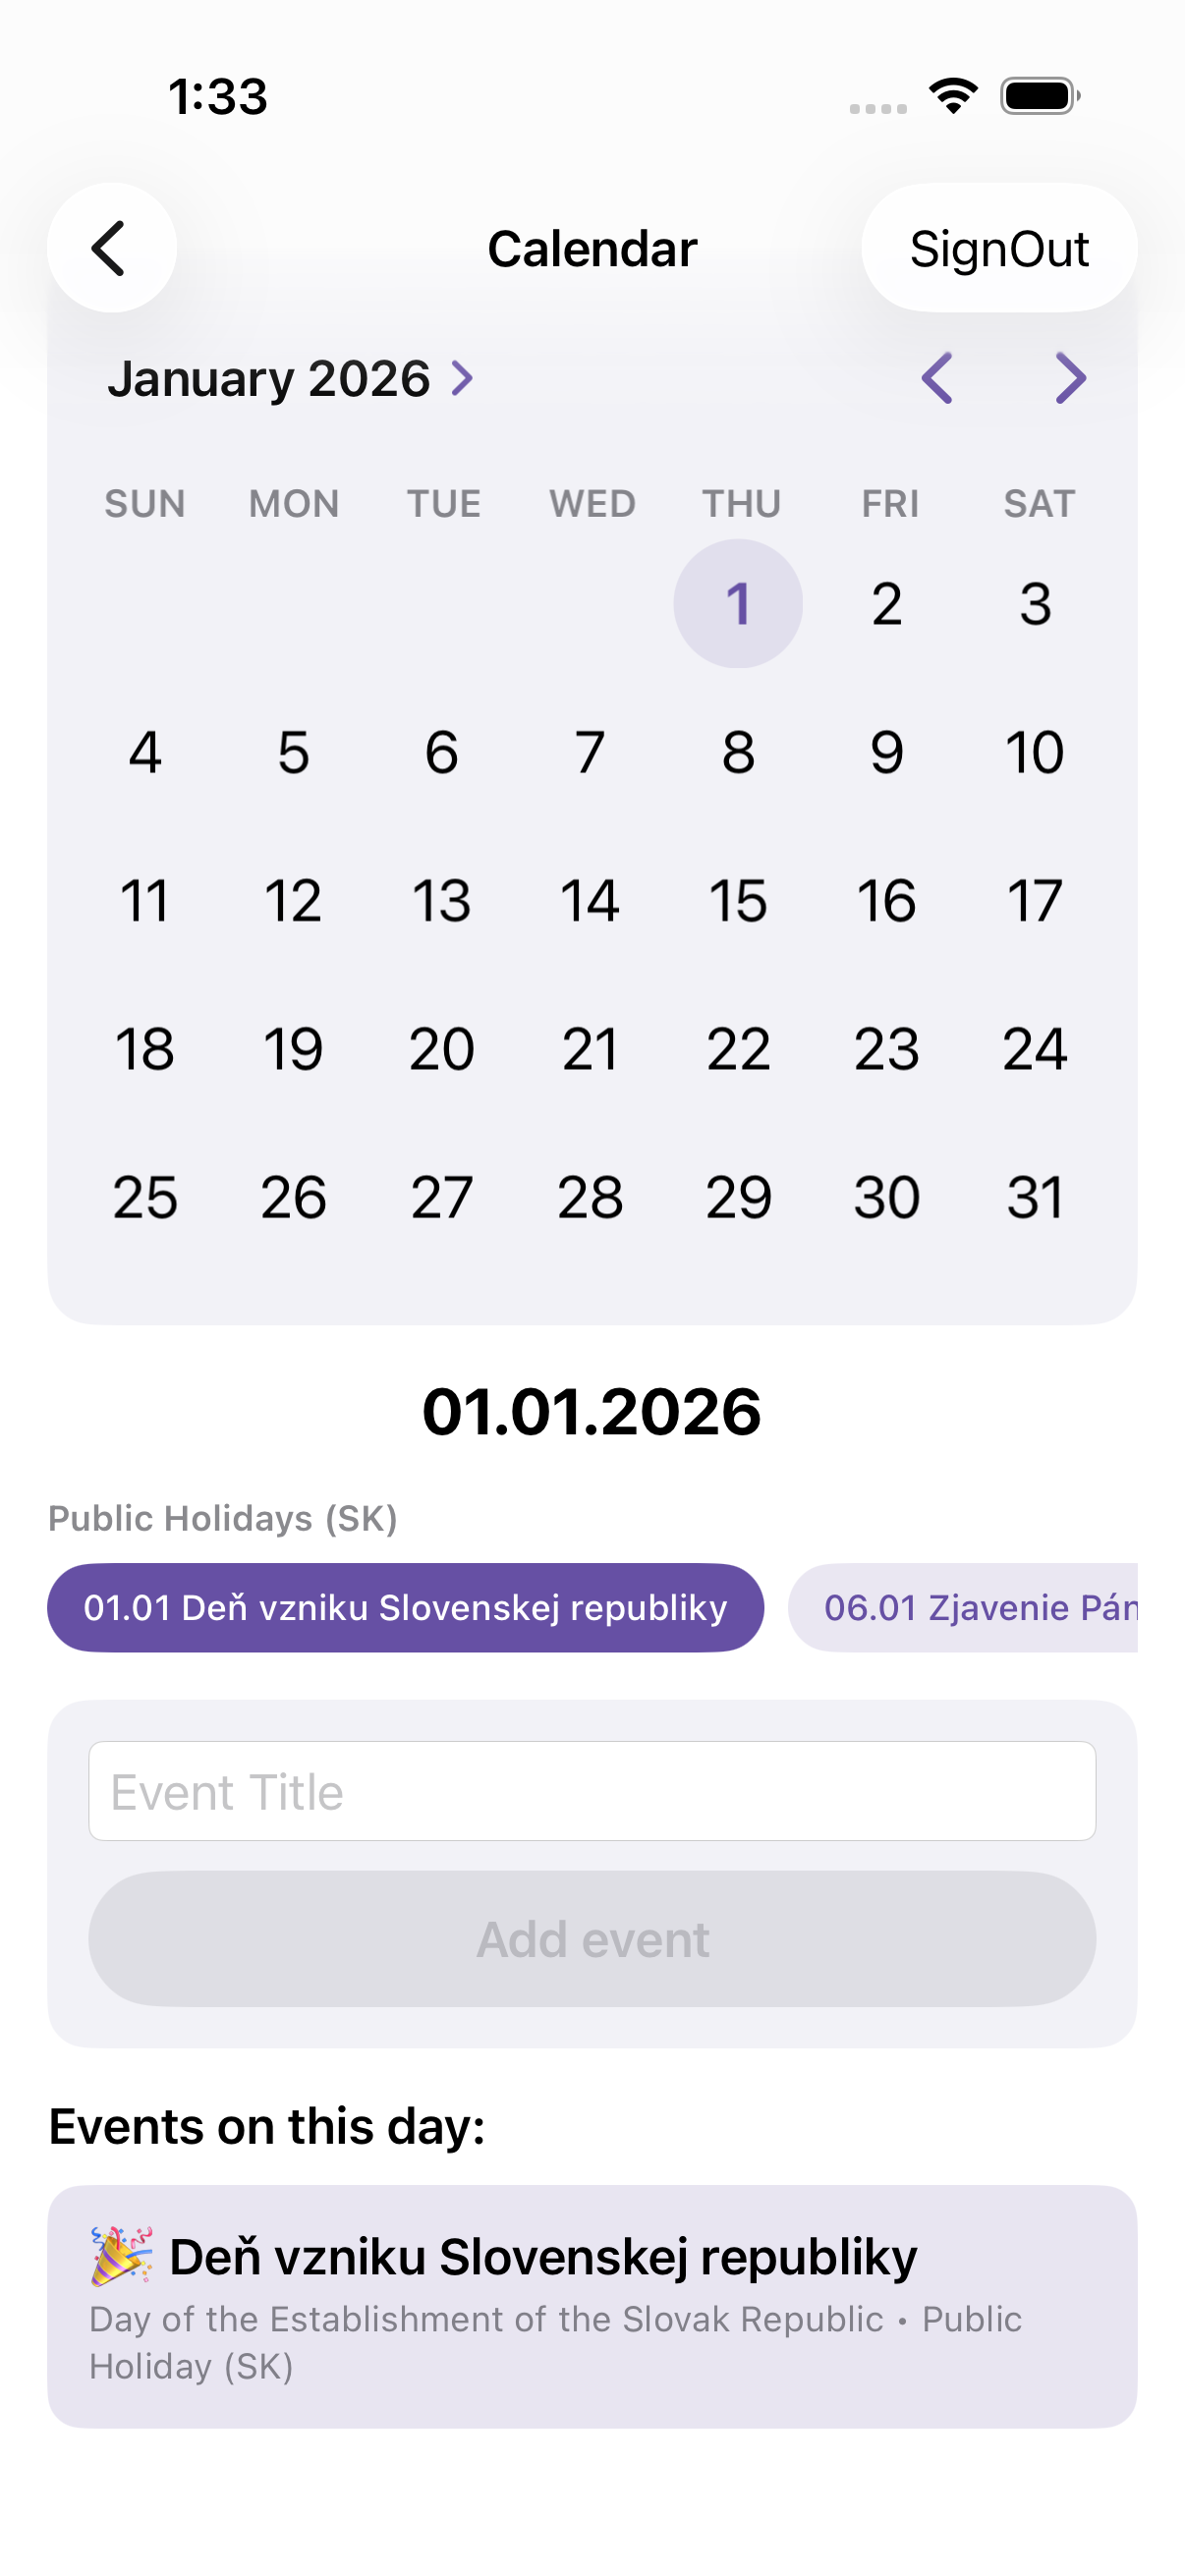 1:33
Calendar
SignOut
January 2026
SUN MON TUE WED THU FRI SAT
1 2 3
4 5 6 7 8 9 10
11 12 13 14 15 16 17
18 19 20 21 22 23 24
25 26 27 28 29 30 31
01.01.2026
Public Holidays (SK)
01.01 Deň vzniku Slovenskej republiky
06.01 Zjavenie
Event Title
Add event
Events on this day:
🎉 Deň vzniku Slovenskej republiky
Day of the Establishment of the Slovak Republic • Public
Holiday (SK)